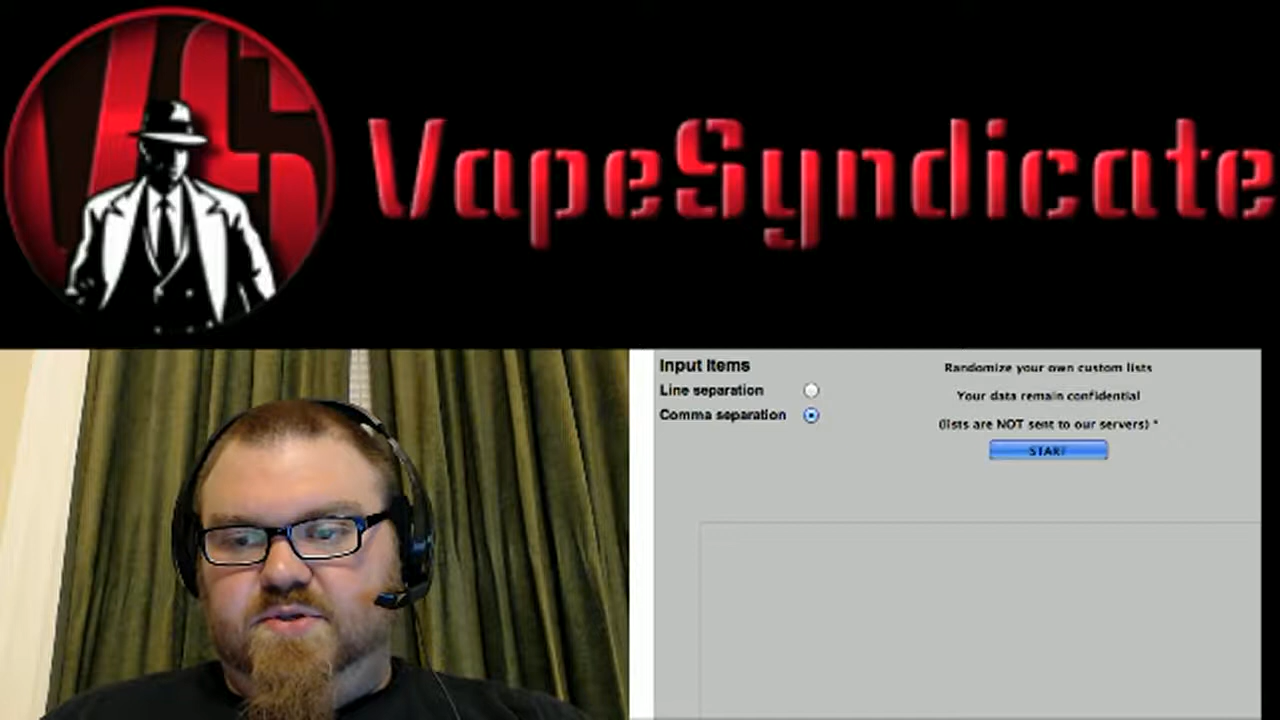 VS
VapeSyndicate
Input Items
Line separation
Comma separation
Randomize your own custom lists
Your data remain confidential
(lists are NOT sent to our servers) *
START